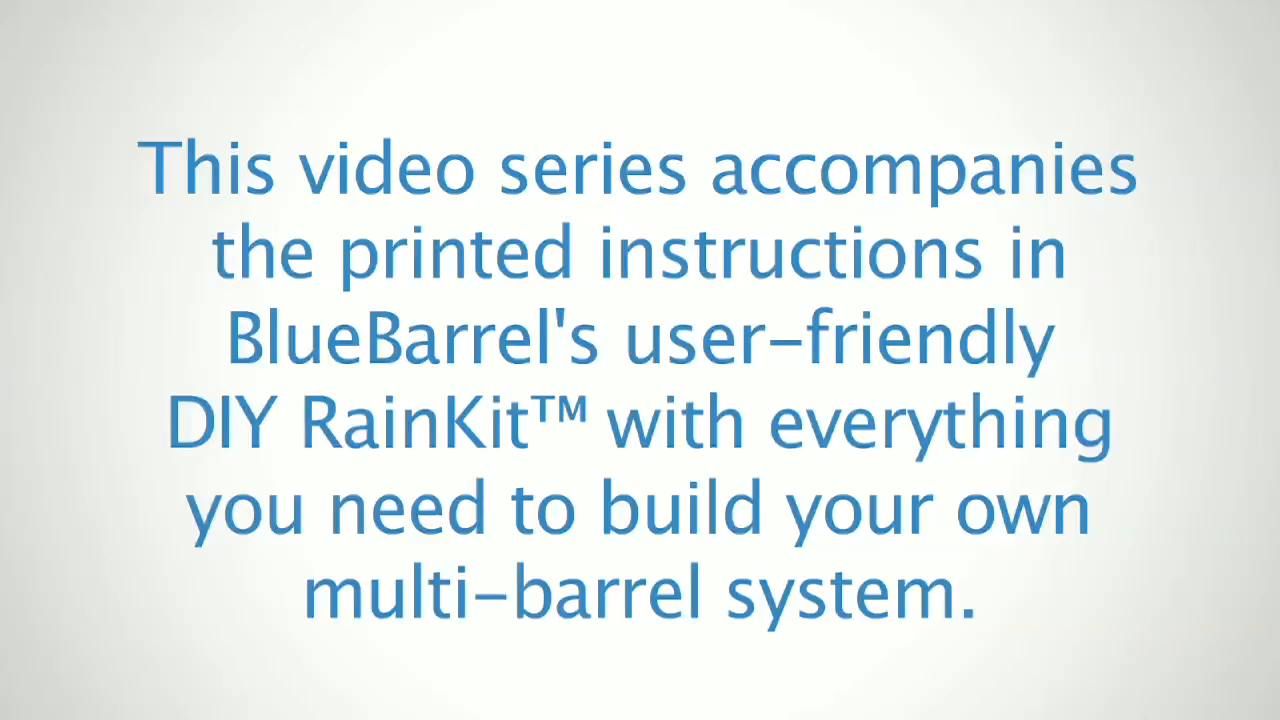 This video series accompanies
the printed instructions in
BlueBarrel's user-friendly
DIY RainKit™ with everything
you need to build your own
multi-barrel system.